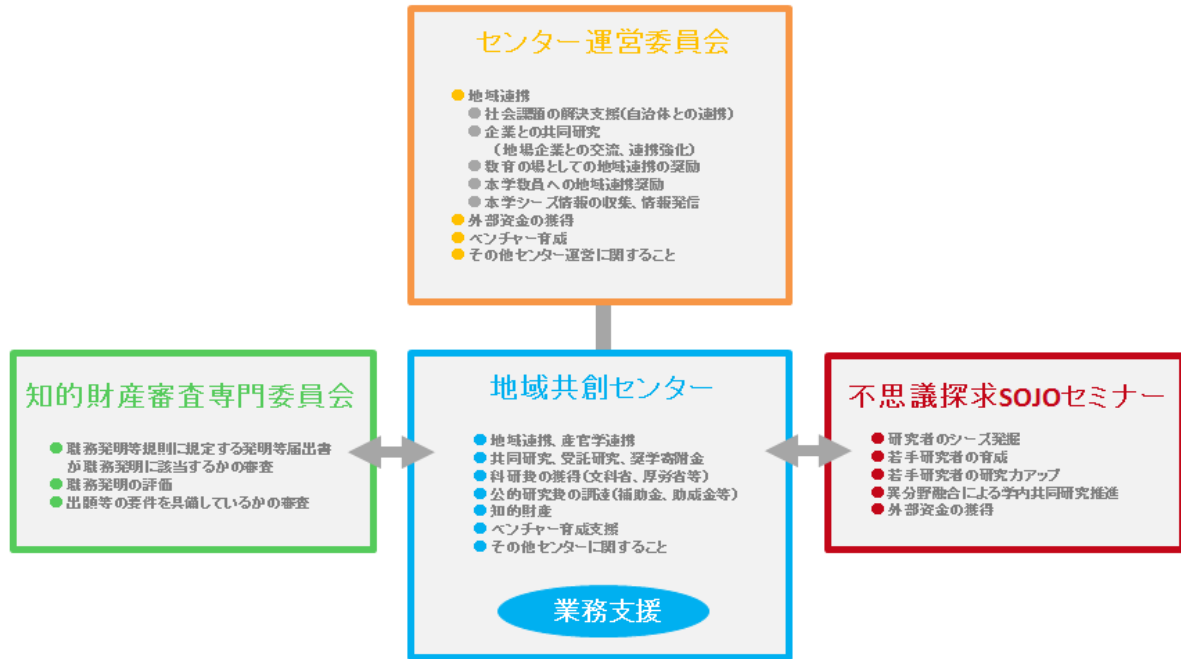 センター運営委員会
●地域連携
●社会課題の解決支援(自治体との連携)
●企業との共同研究
(地場企業との交流、連携強化)
●教育の場としての地域連携の奨励
●本学教員への地域連携奨励
●本学シーズ情報の収集、情報発信
●外部資金の獲得
●ベンチャー育成
●その他センター運営に関すること
知的財産審査専門委員会
●職務発明等規則に規定する発明等届出書
が職務発明に該当するかの審査
●職務発明の評価
●出願等の要件を具備しているかの審査
地域共創センター
●地域連携、産官学連携
●共同研究、受託研究、奨学寄附金
●科研費の獲得(文科省、厚労省等)
●公的研究費の調達(補助金、助成金等)
●知的財産
●ベンチャー育成支援
●その他センターに関すること
業務支援
不思議探求SOJOセミナー
●研究者のシーズ発掘
●若手研究者の育成
●若手研究者の研究力アップ
●異分野融合による学内共同研究推進
●外部資金の獲得